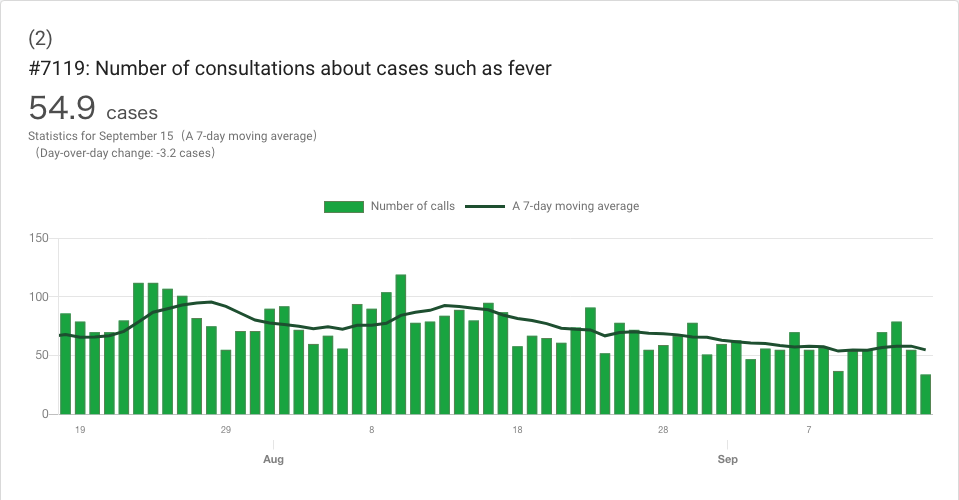 (2)
#7119: Number of consultations about cases such as fever
54.9 cases
Statistics for September 15（A 7-day moving average）
（Day-over-day change: -3.2 cases）
Number of calls A 7-day moving average
150
100
50
0
19 29 8 18 28 7
Aug Sep